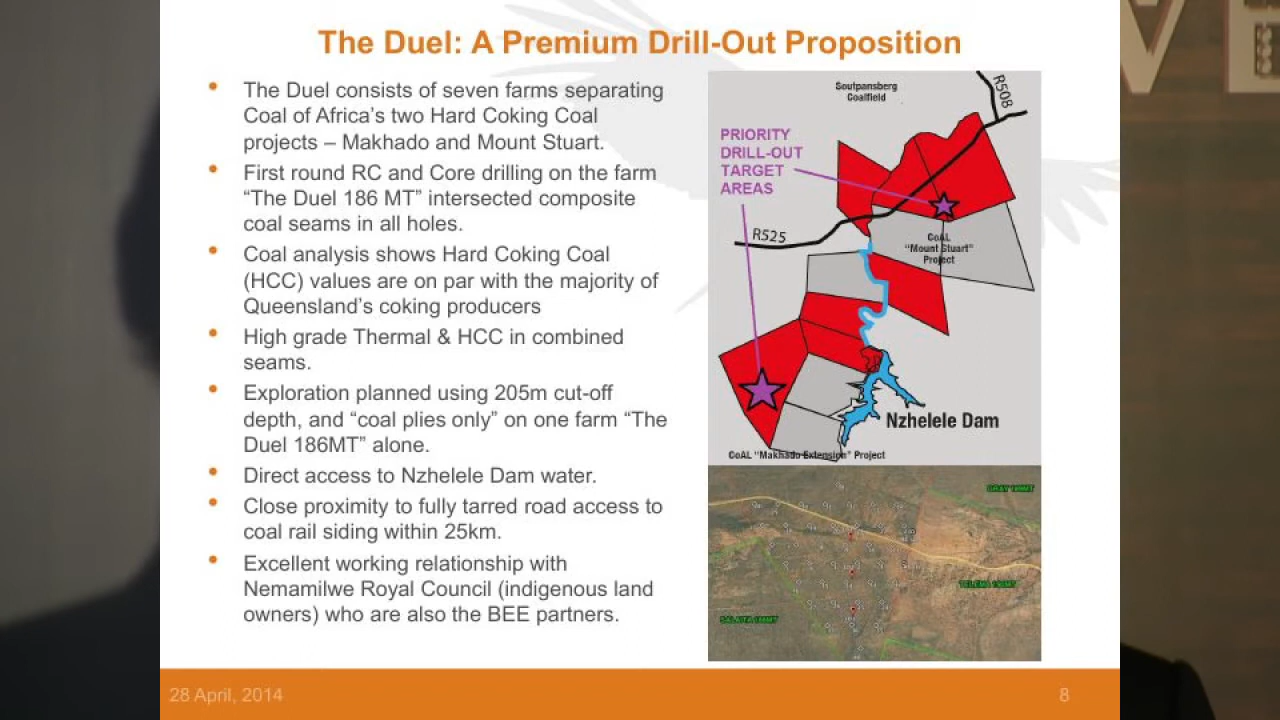 The Duel: A Premium Drill-Out Proposition
• The Duel consists of seven farms separating
Coal of Africa’s two Hard Coking Coal
projects – Makhado and Mount Stuart.
• First round RC and Core drilling on the farm
“The Duel 186 MT” intersected composite
coal seams in all holes.
• Coal analysis shows Hard Coking Coal
(HCC) values are on par with the majority of
Queensland’s coking producers
• High grade Thermal & HCC in combined
seams.
• Exploration planned using 205m cut-off
depth, and “coal plies only” on one farm “The
Duel 186MT” alone.
• Direct access to Nzhelele Dam water.
• Close proximity to fully tarred road access to
coal rail siding within 25km.
• Excellent working relationship with
Nemamilwe Royal Council (indigenous land
owners) who are also the BEE partners.
Soutpansberg
Coalfield
R508
PRIORITY
DRILL-OUT
TARGET
AREAS
R525
CoAL
“Mount Stuart”
Project
Nzhelele Dam
CoAL “Makhado Extension” Project
28 April, 2014
8
VE